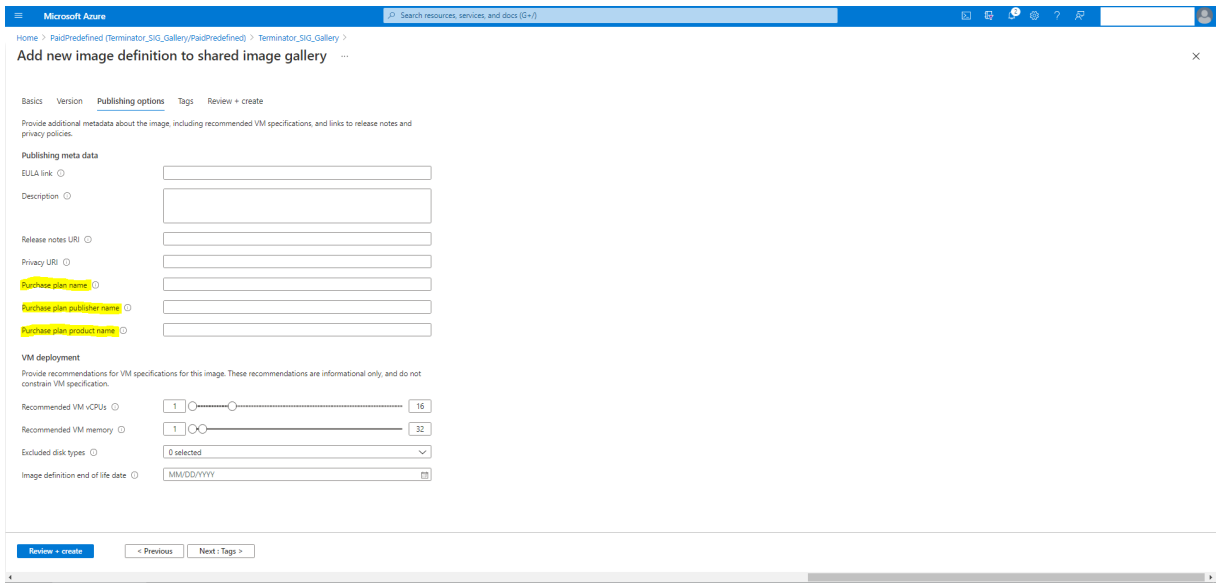 Microsoft Azure
Search resources, services, and docs (G+/)
2
Home > PaidPredefined (Terminator_SIG_Gallery/PaidPredefined) > Terminator_SIG_Gallery >
Add new image definition to shared image gallery ...
Basics Version Publishing options Tags Review + create
Provide additional metadata about the image, including recommended VM specifications, and links to release notes and
privacy policies.
Publishing meta data
EULA link
Description
Release notes URI
Privacy URI
Purchase plan name
Purchase plan publisher name
Purchase plan product name
VM deployment
Provide recommendations for VM specifications for this image. These recommendations are informational only, and do not
constrain VM specification.
Recommended VM vCPUs 1 16
Recommended VM memory 1 32
Excluded disk types 0 selected
Image definition end of life date MM/DD/YYYY
Review + create < Previous Next : Tags >